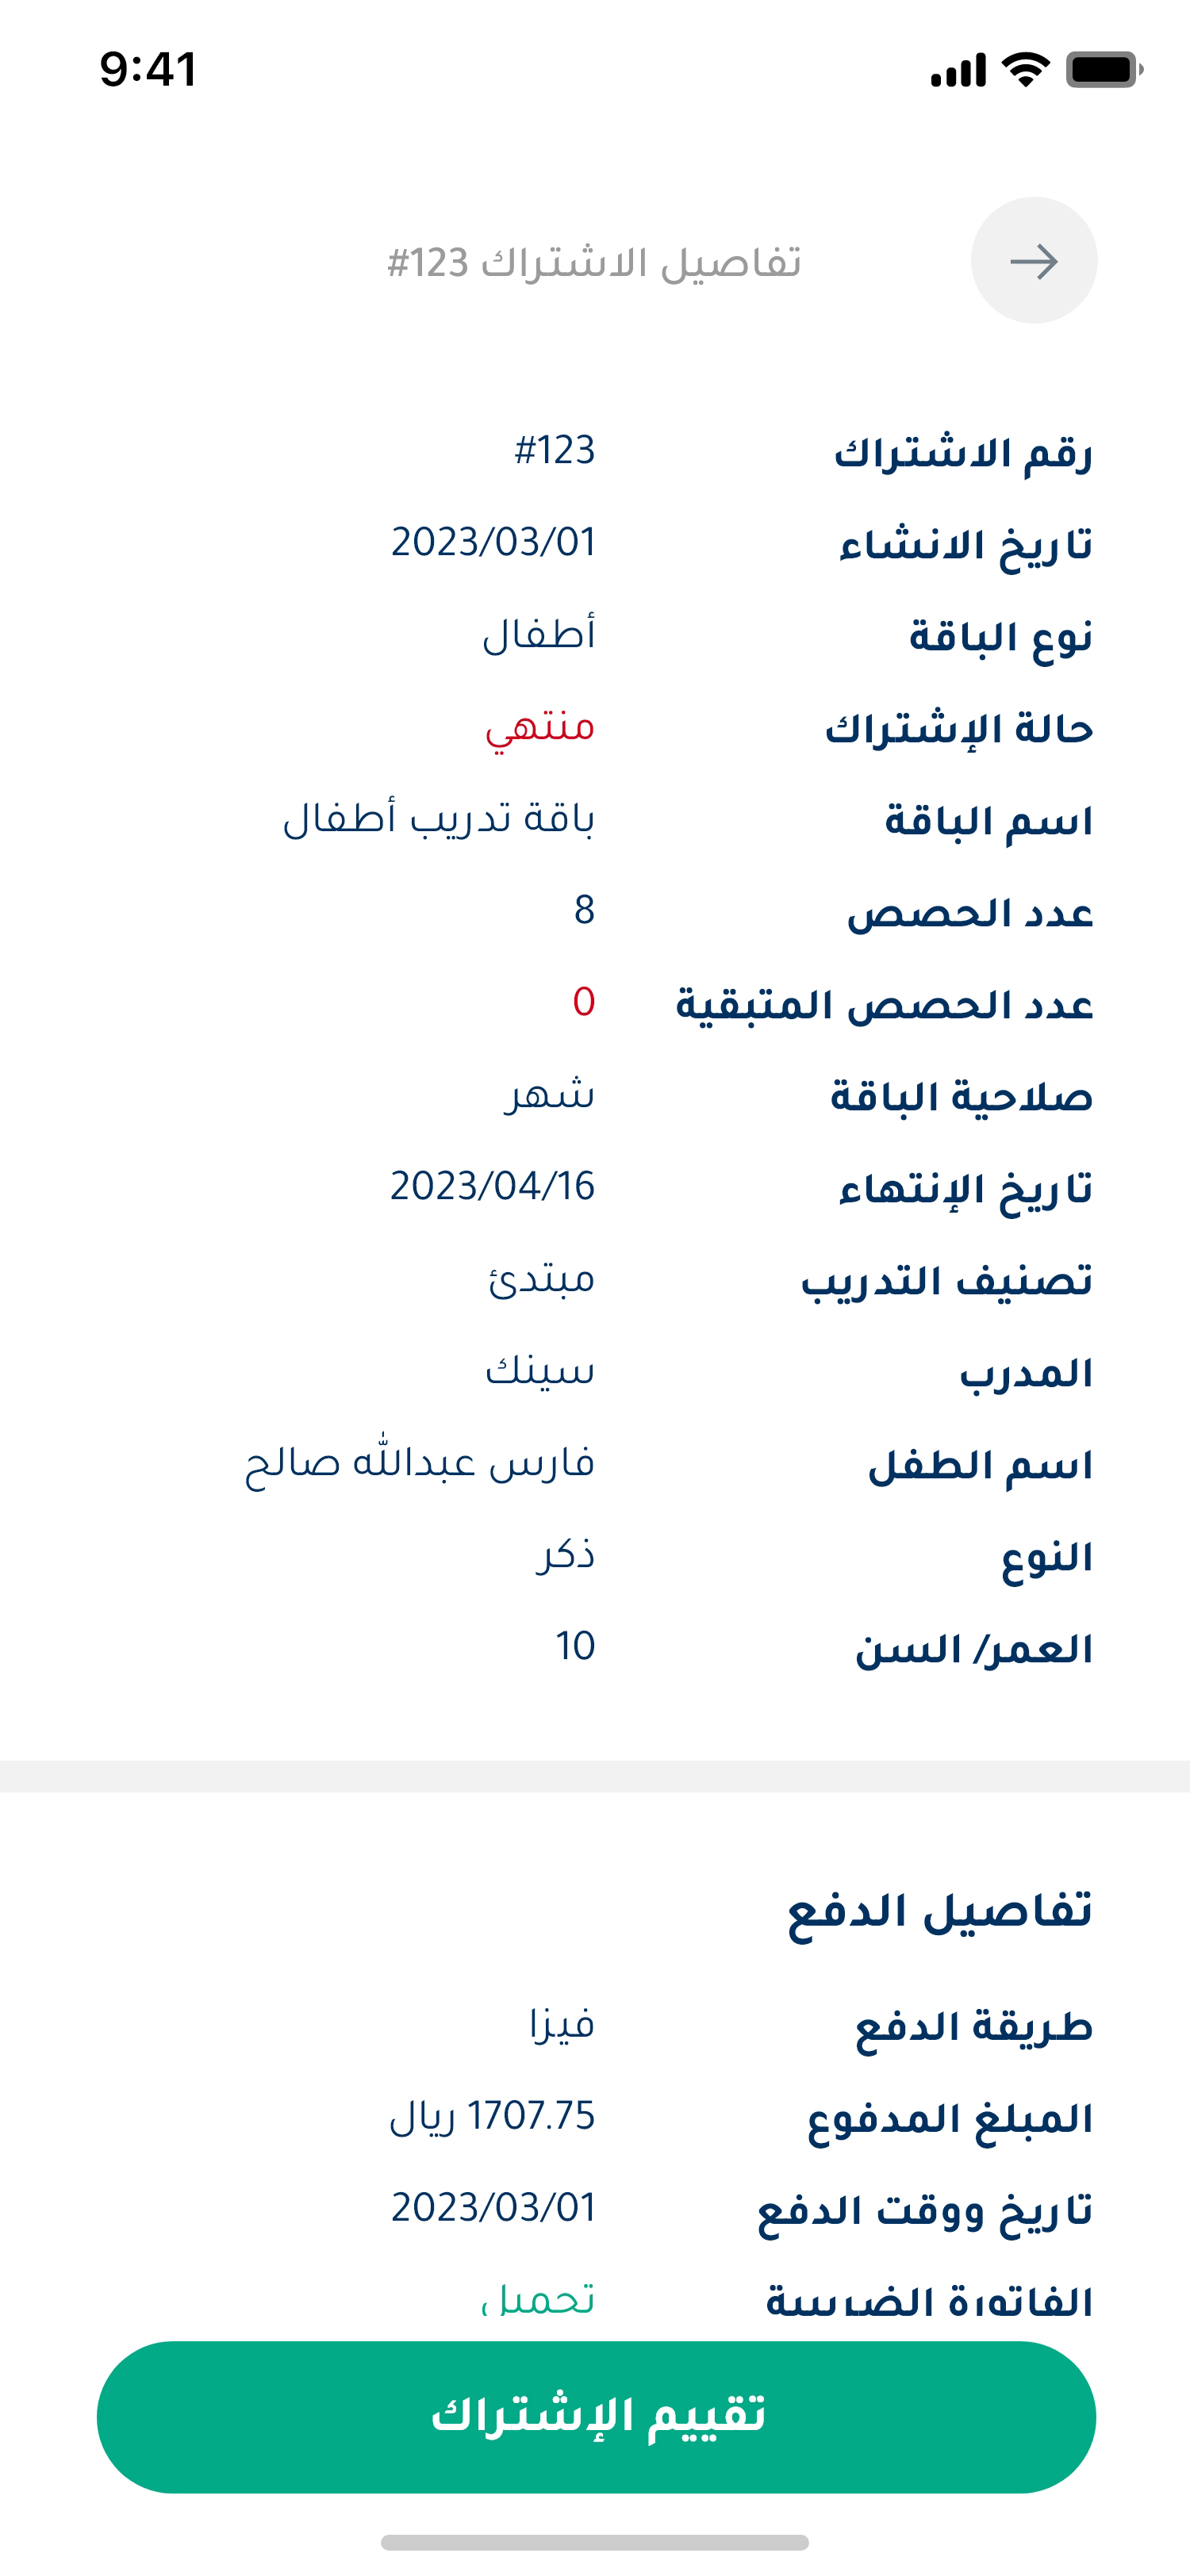 9:41
تفاصيل الاشتراك 123#
رقم الاشتراك 123#
تاريخ الانشاء 2023/03/01
نوع الباقة أطفال
حالة الإشتراك منتهي
اسم الباقة باقة تدريب أطفال
عدد الحصص 8
عدد الحصص المتبقية 0
صلاحية الباقة شهر
تاريخ الإنتهاء 2023/04/16
تصنيف التدريب مبتدئ
المدرب سينك
اسم الطفل فارس عبدالله صالح
النوع ذكر
العمر/ السن 10
تفاصيل الدفع
طريقة الدفع فيزا
المبلغ المدفوع 1707.75 ريال
تاريخ ووقت الدفع 2023/03/01
الفاتورة الضريبية تحميل
تقييم الإشتراك